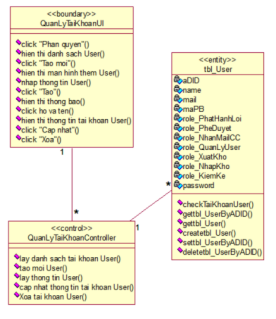 <<boundary>>
QuanLyTaiKhoanUI
click "Phan quyen"()
hien thi danh sach User()
click "Tao moi"()
hien thi man hinh them User()
nhap thong tin User()
click "Tao"()
hien thi thong bao()
click ho va ten()
hien thi thong tin tai khoan User()
click "Cap nhat"()
click "Xoa"()
1
*
<<control>>
QuanLyTaiKhoanController
lay danh sach tai khoan User()
tao moi User()
lay thong tin User()
cap nhat thong tin tai khoan User()
Xoa tai khoan User()
1
*
<<entity>>
tbl_User
aDID
name
mail
maPB
role_PhatHanhLoi
role_PheDuyet
role_NhanMailCC
role_QuanLyUser
role_XuatKho
role_NhapKho
role_KiemKe
password
checkTaiKhoanUser()
gettbl_UserByADID()
gettbl_User()
createtbl_User()
settbl_UserByADID()
deletetbl_UserByADID()